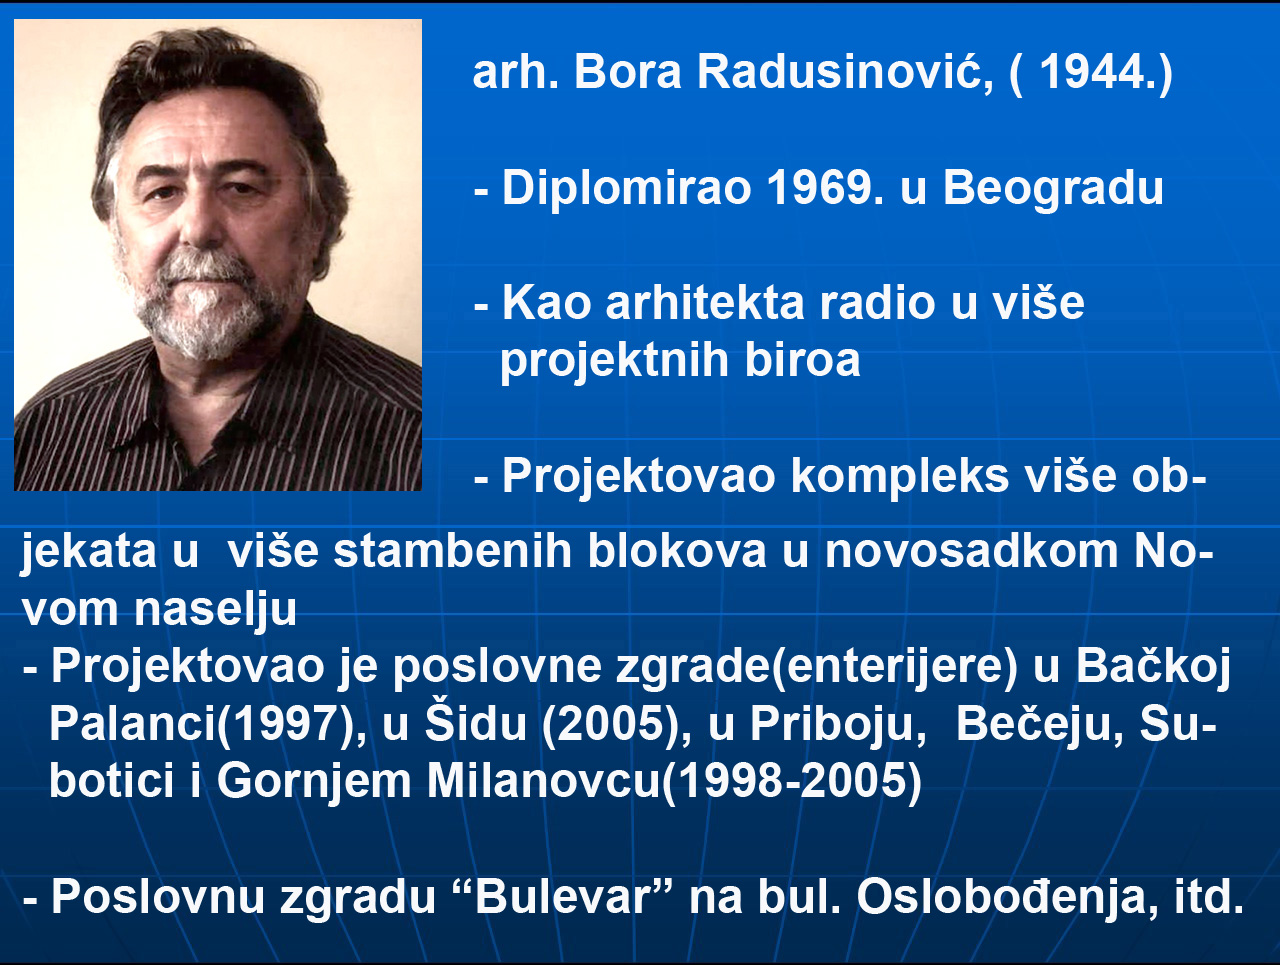 arh. Bora Radusinović, ( 1944.)
- Diplomirao 1969. u Beogradu
- Kao arhitekta radio u više
projektnih biroa
- Projektovao kompleks više ob-
jekata u  više stambenih blokova u novosadkom No-
vom naselju
- Projektovao je poslovne zgrade(enterijere) u Bačkoj
Palanci(1997), u Šidu (2005), u Priboju,  Bečeju, Su-
botici i Gornjem Milanovcu(1998-2005)
- Poslovnu zgradu “Bulevar” na bul. Oslobođenja, itd.